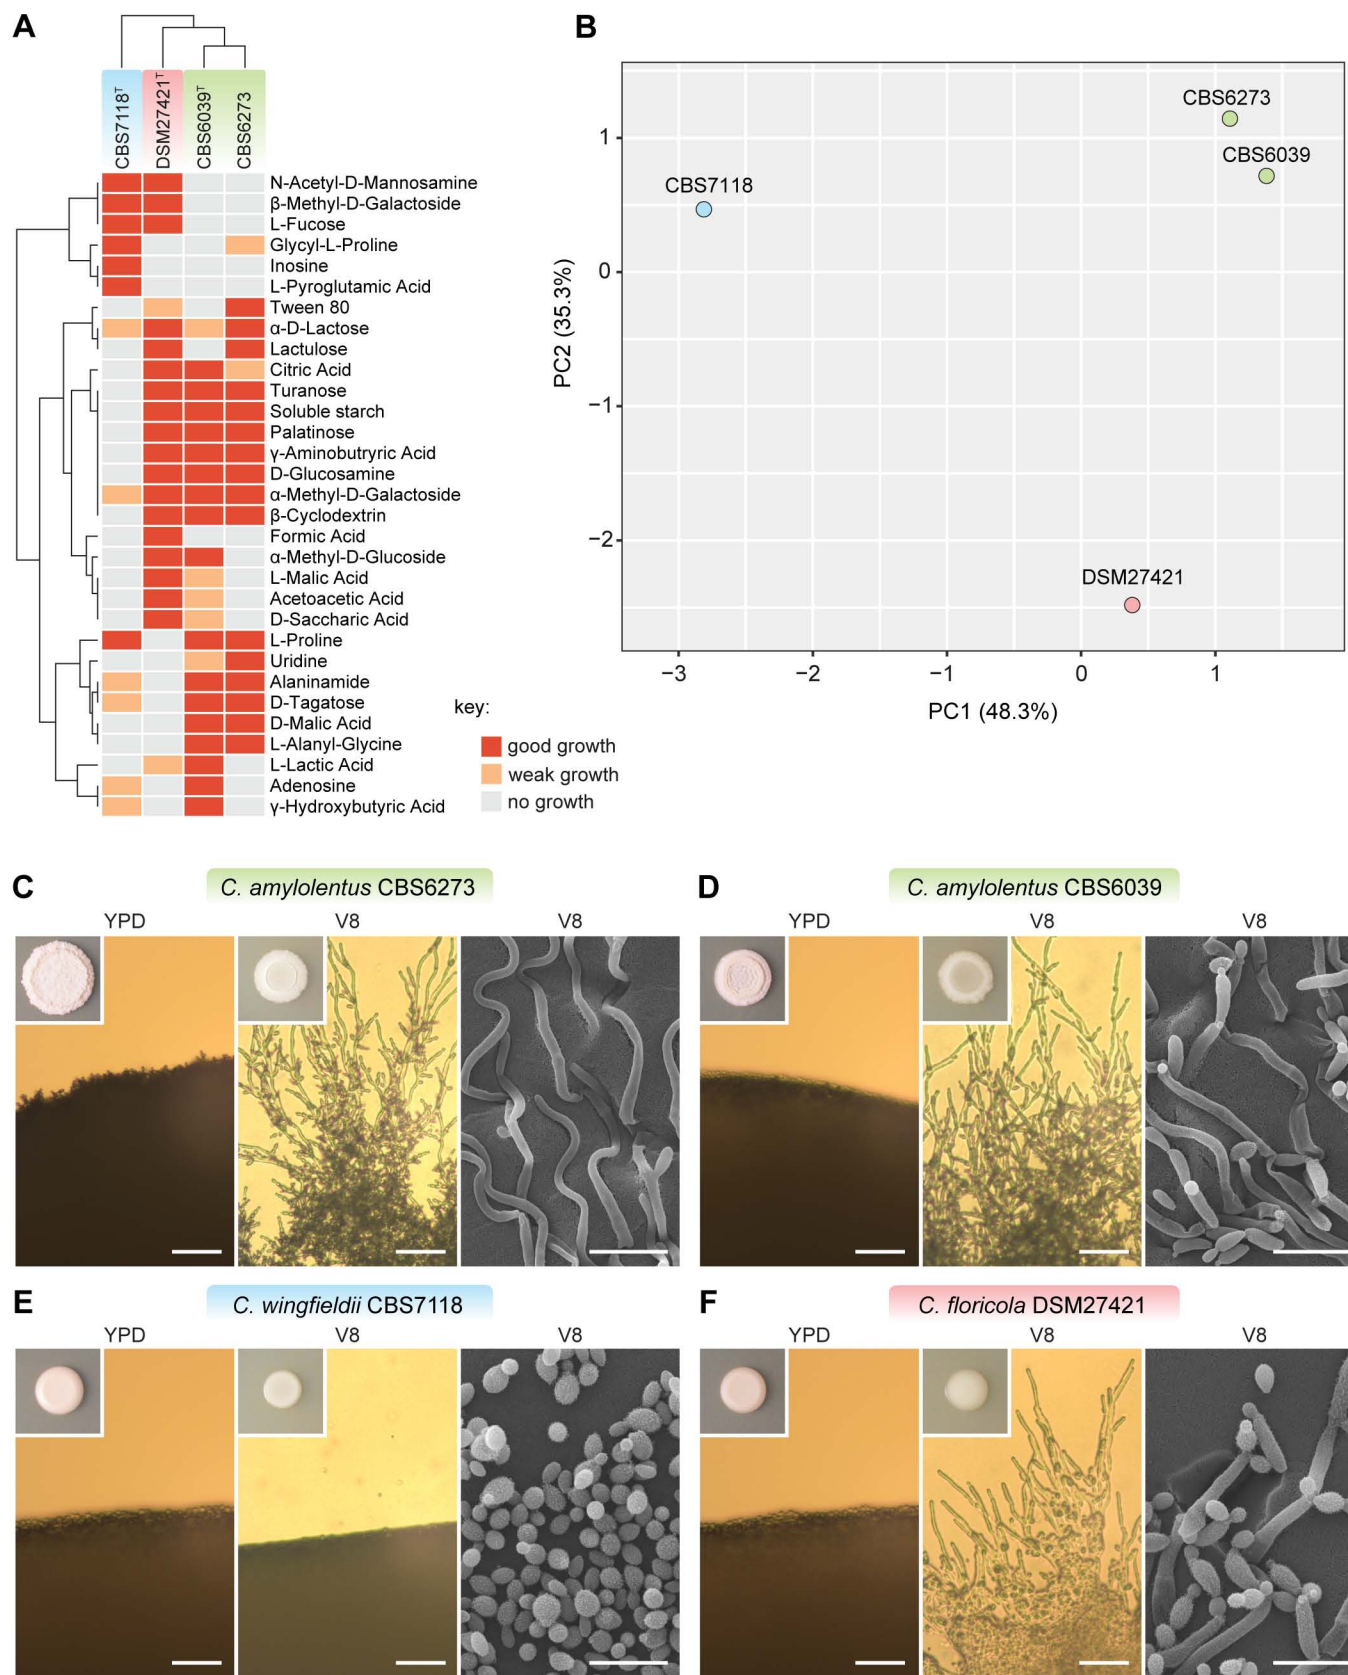 A
B
CBS7118ᵀ
DSM27421ᵀ
CBS6039ᵀ
CBS6273
N-Acetyl-D-Mannosamine
β-Methyl-D-Galactoside
L-Fucose
Glycyl-L-Proline
Inosine
L-Pyroglutamic Acid
Tween 80
α-D-Lactose
Lactulose
Citric Acid
Turanose
Soluble starch
Palatinose
γ-Aminobutryric Acid
D-Glucosamine
α-Methyl-D-Galactoside
β-Cyclodextrin
Formic Acid
α-Methyl-D-Glucoside
L-Malic Acid
Acetoacetic Acid
D-Saccharic Acid
L-Proline
Uridine
Alaninamide
D-Tagatose
D-Malic Acid
L-Alanyl-Glycine
L-Lactic Acid
Adenosine
γ-Hydroxybutyric Acid
key:
good growth
weak growth
no growth
CBS6273
CBS6039
CBS7118
DSM27421
PC2 (35.3%)
1
0
−1
−2
−3
−2
−1
0
1
PC1 (48.3%)
C
C. amylolentus CBS6273
YPD
V8
V8
D
C. amylolentus CBS6039
YPD
V8
V8
E
C. wingfieldii CBS7118
YPD
V8
V8
F
C. floricola DSM27421
YPD
V8
V8